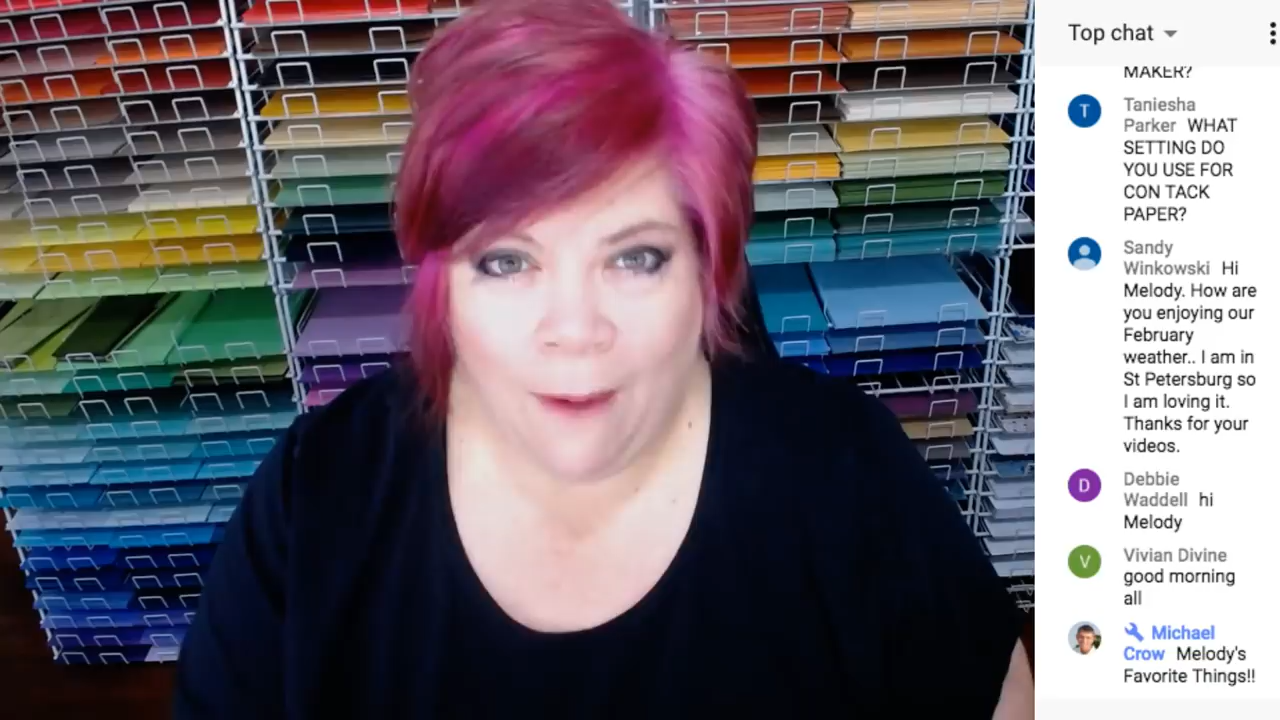 Top chat
MAKER?
T
Taniesha
Parker WHAT
SETTING DO
YOU USE FOR
CON TACK
PAPER?
Sandy
Winkowski Hi
Melody. How are
you enjoying our
February
weather.. I am in
St Petersburg so
I am loving it.
Thanks for your
videos.
D
Debbie
Waddell hi
Melody
V
Vivian Divine
good morning
all
Michael
Crow Melody's
Favorite Things!!